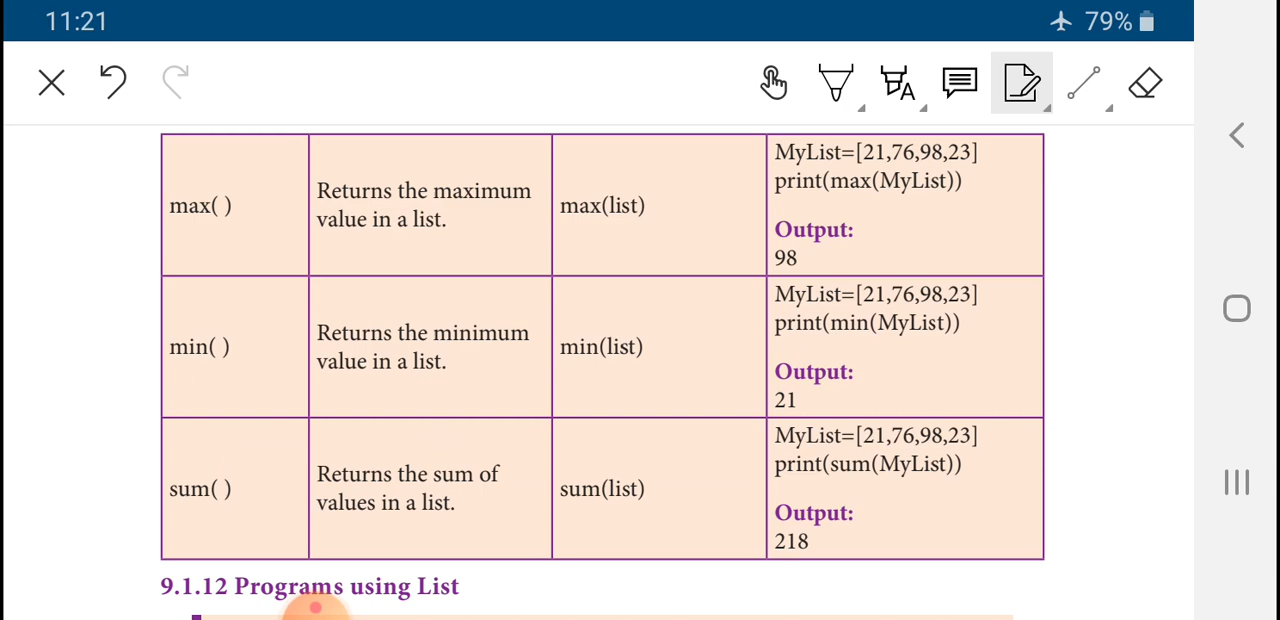 11:21
79%
A
max( )
Returns the maximum
value in a list.
max(list)
MyList=[21,76,98,23]
print(max(MyList))
Output:
98
min( )
Returns the minimum
value in a list.
min(list)
MyList=[21,76,98,23]
print(min(MyList))
Output:
21
sum( )
Returns the sum of
values in a list.
sum(list)
MyList=[21,76,98,23]
print(sum(MyList))
Output:
218
9.1.12 Programs using List